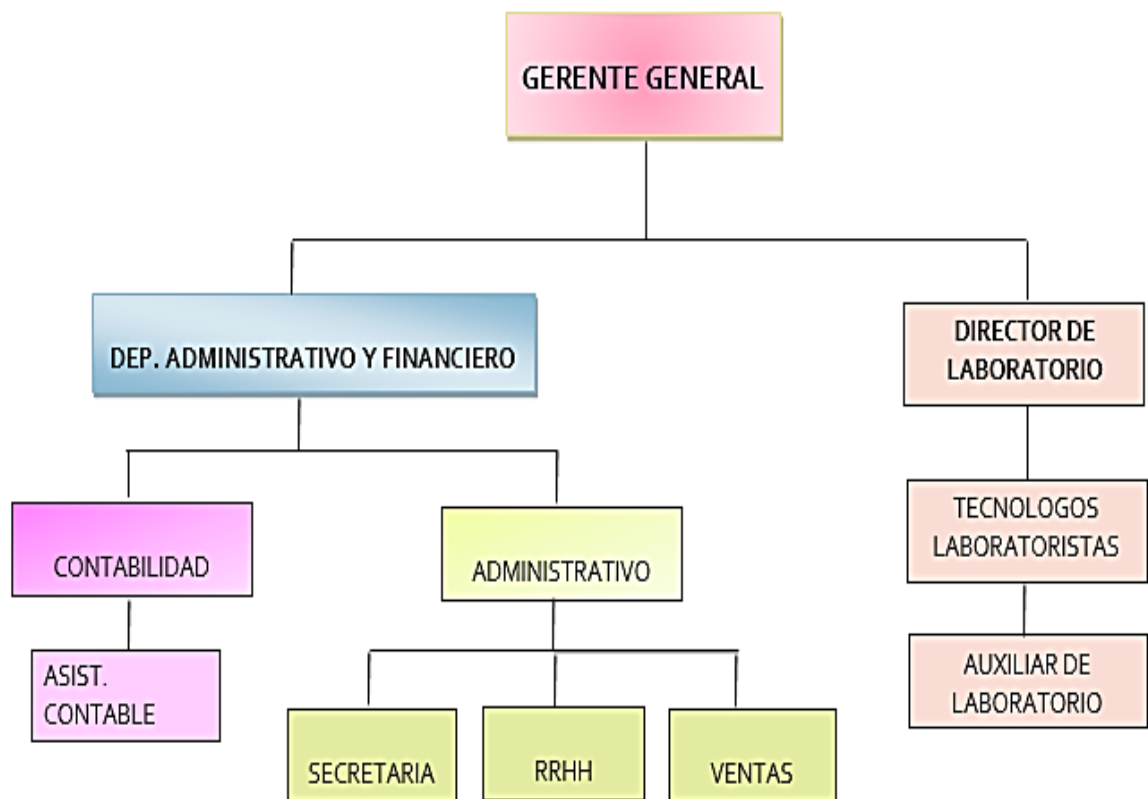 GERENTE GENERAL
DEP. ADMINISTRATIVO Y FINANCIERO
DIRECTOR DE
LABORATORIO
CONTABILIDAD
ADMINISTRATIVO
TECNOLOGOS
LABORATORISTAS
ASIST.
CONTABLE
AUXILIAR DE
LABORATORIO
SECRETARIA
RRHH
VENTAS